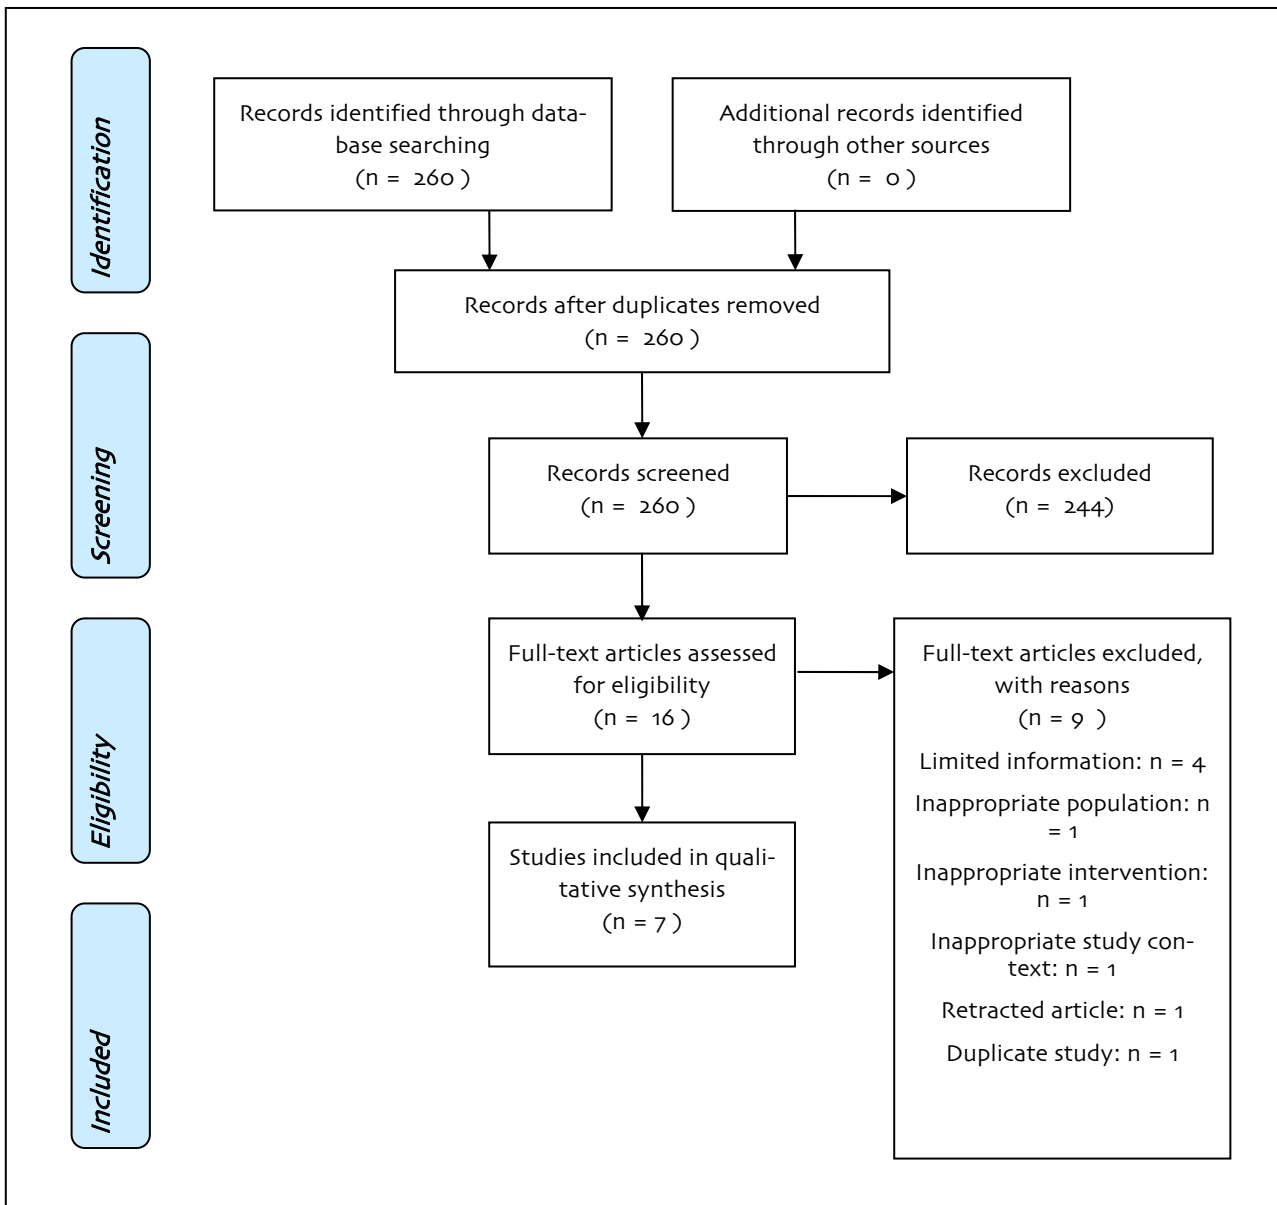 Identification
Records identified through data-
base searching
(n = 260 )
Additional records identified
through other sources
(n = 0 )
Records after duplicates removed
(n = 260 )
Screening
Records screened
(n = 260 )
Records excluded
(n = 244)
Eligibility
Full-text articles assessed
for eligibility
(n = 16 )
Full-text articles excluded,
with reasons
(n = 9 )
Limited information: n = 4
Inappropriate population: n
= 1
Inappropriate intervention:
n = 1
Inappropriate study con-
text: n = 1
Retracted article: n = 1
Duplicate study: n = 1
Studies included in quali-
tative synthesis
(n = 7 )
Included